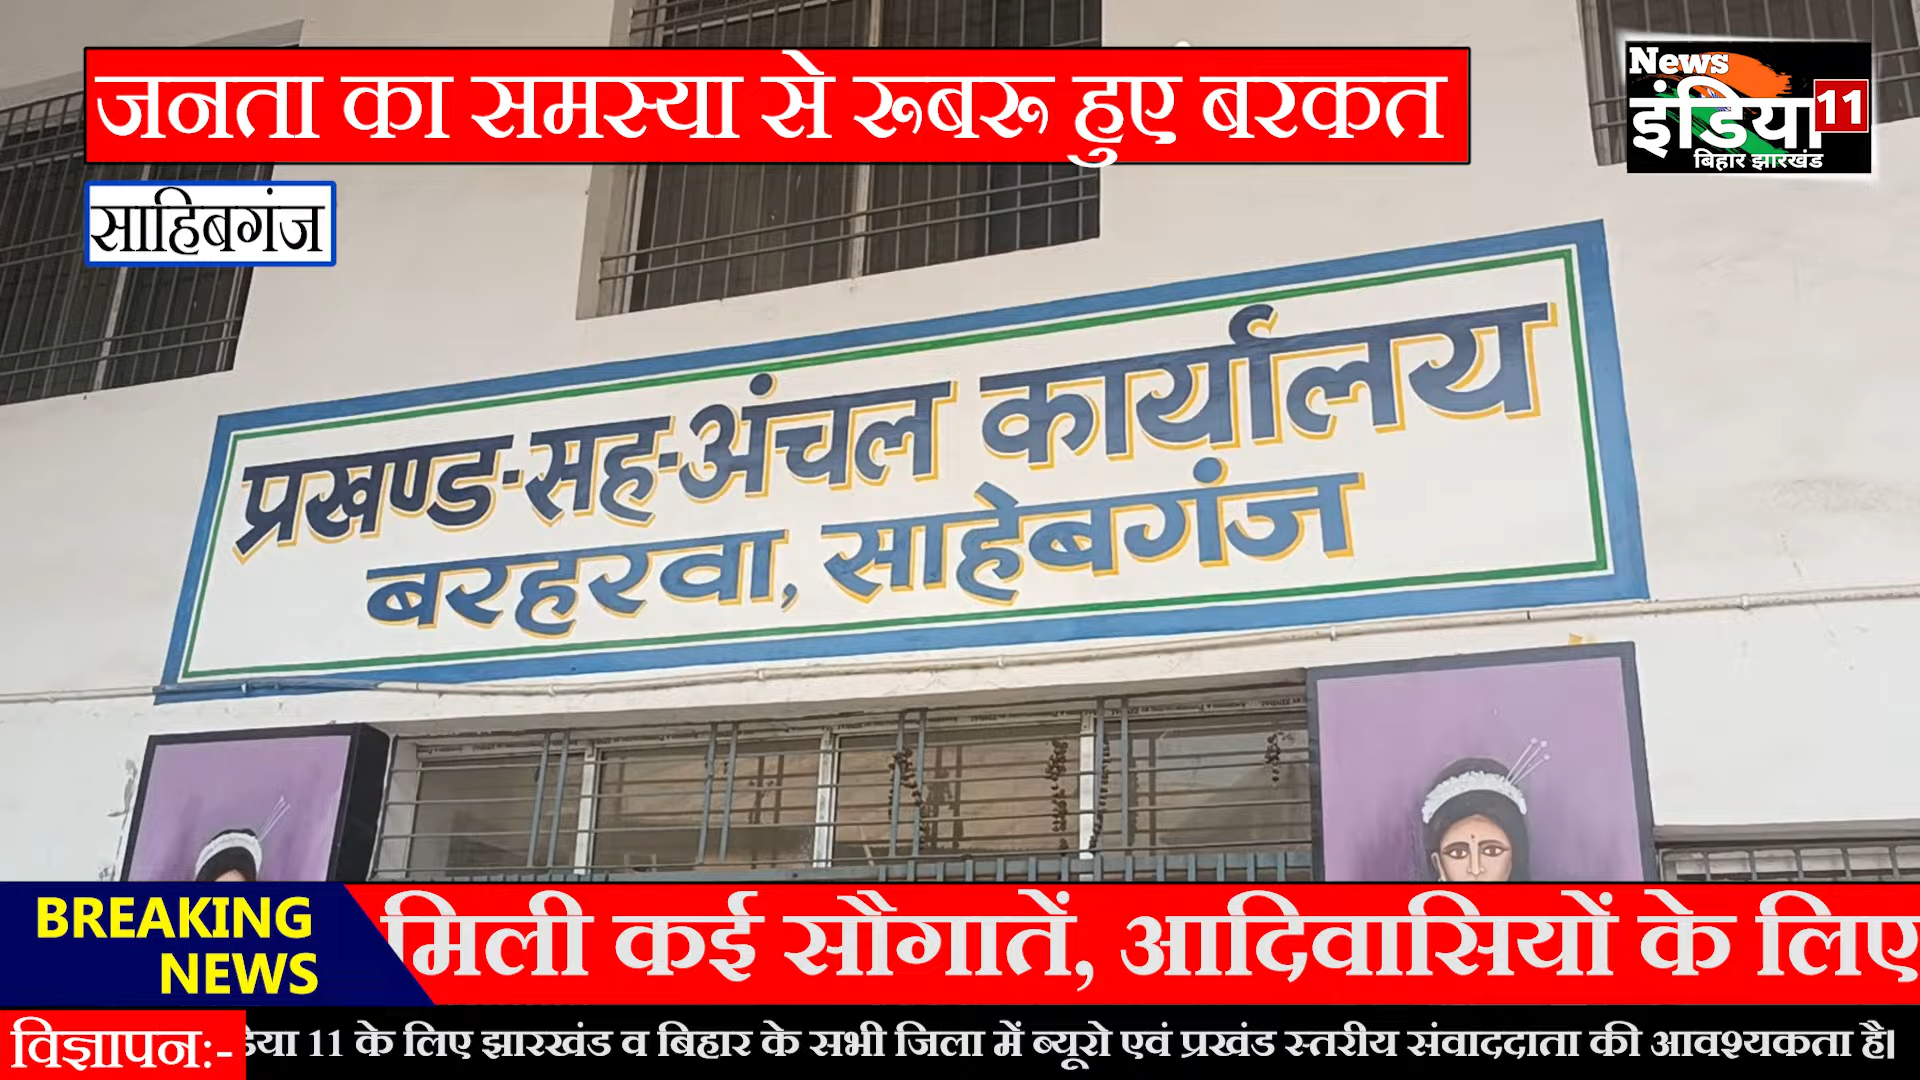 जनता का समस्या से रूबरू हुए बरकत
News
इंडिया 11
बिहार झारखंड
साहिबगंज
प्रखण्ड-सह-अंचल कार्यालय
बरहरवा, साहेबगंज
BREAKING
NEWS
मिली कई सौगातें, आदिवासियों के लिए
विज्ञापन:-
डिया 11 के लिए झारखंड व बिहार के सभी जिला में ब्यूरो एवं प्रखंड स्तरीय संवाददाता की आवश्यकता है।